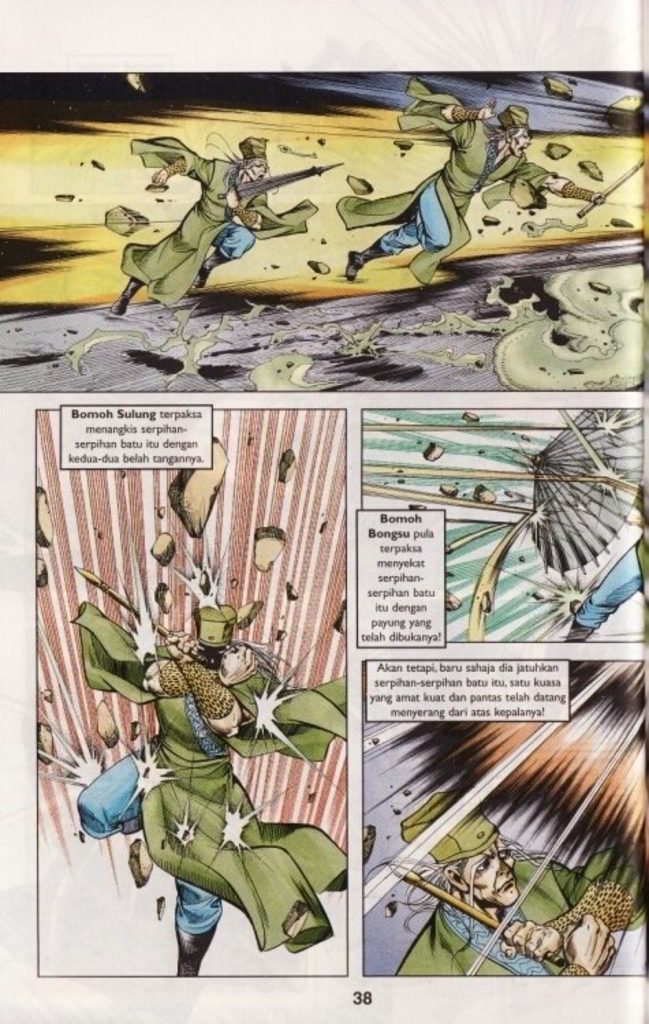 Bomoh Sulung terpaksa
menangkis serpihan-
serpihan batu itu dengan
kedua-dua belah tangannya.
Bomoh
Bongsu pula
terpaksa
menyekat
serpihan-
serpihan batu
itu dengan
payung yang
telah dibukanya!
Akan tetapi, baru sahaja dia jatuhkan
serpihan-serpihan batu itu, satu kuasa
yang amat kuat dan pantas telah datang
menyerang dari atas kepalanya!
38